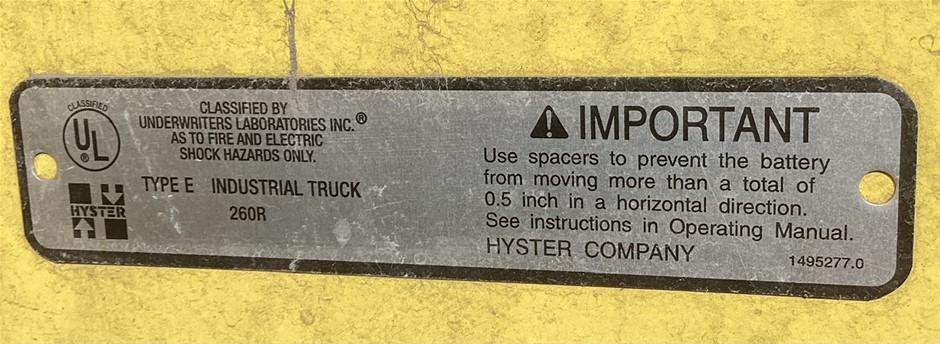 CLASSIFIED
UL
®
HYSTER
CLASSIFIED BY
UNDERWRITERS LABORATORIES INC.®
AS TO FIRE AND ELECTRIC
SHOCK HAZARDS ONLY.
TYPE E INDUSTRIAL TRUCK
260R
IMPORTANT
Use spacers to prevent the battery
from moving more than a total of
0.5 inch in a horizontal direction.
See instructions in Operating Manual.
HYSTER COMPANY
1495277.0